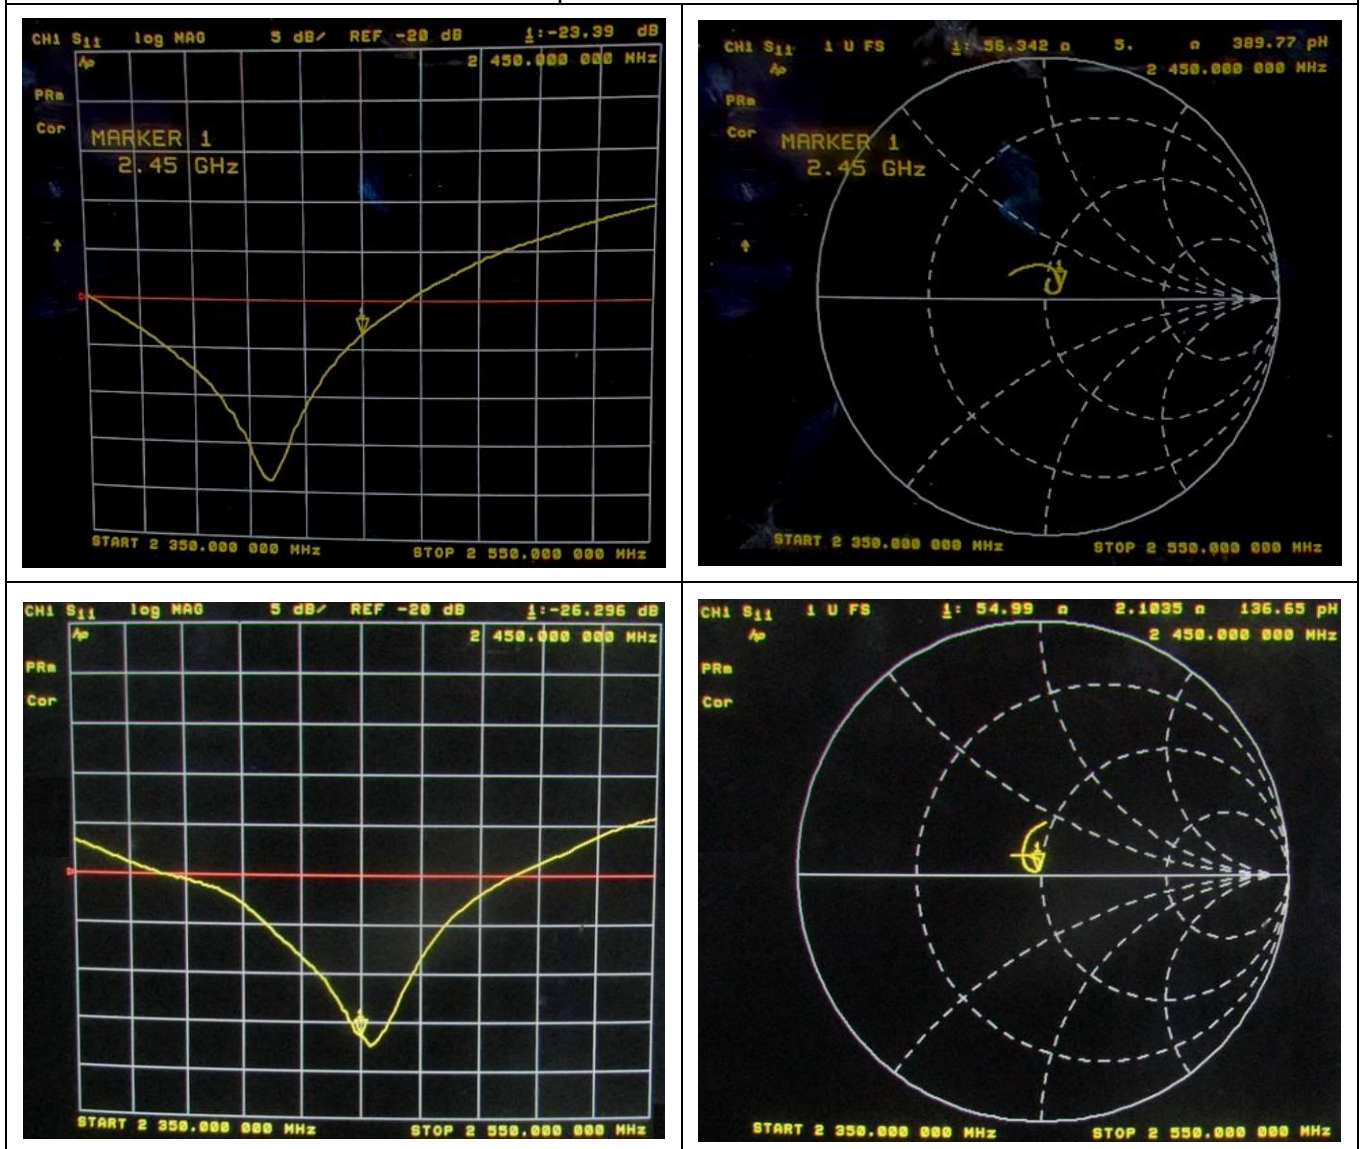 CH1 S11 log MAG 5 dB/ REF -20 dB 1:-23.39 dB
2 450.000 000 MHz
PRm
Cor
MARKER 1
2.45 GHz
START 2 350.000 000 MHz STOP 2 550.000 000 MHz
CH1 S11 1 U FS 1: 56.342 Ω 5. Ω 389.77 pH
2 450.000 000 MHz
PRm
Cor
MARKER 1
2.45 GHz
START 2 350.000 000 MHz STOP 2 550.000 000 MHz
CH1 S11 log MAG 5 dB/ REF -20 dB 1:-26.296 dB
2 450.000 000 MHz
PRm
Cor
1
START 2 350.000 000 MHz STOP 2 550.000 000 MHz
CH1 S11 1 U FS 1: 54.99 Ω 2.1035 Ω 136.65 pH
2 450.000 000 MHz
PRm
Cor
1
START 2 350.000 000 MHz STOP 2 550.000 000 MHz